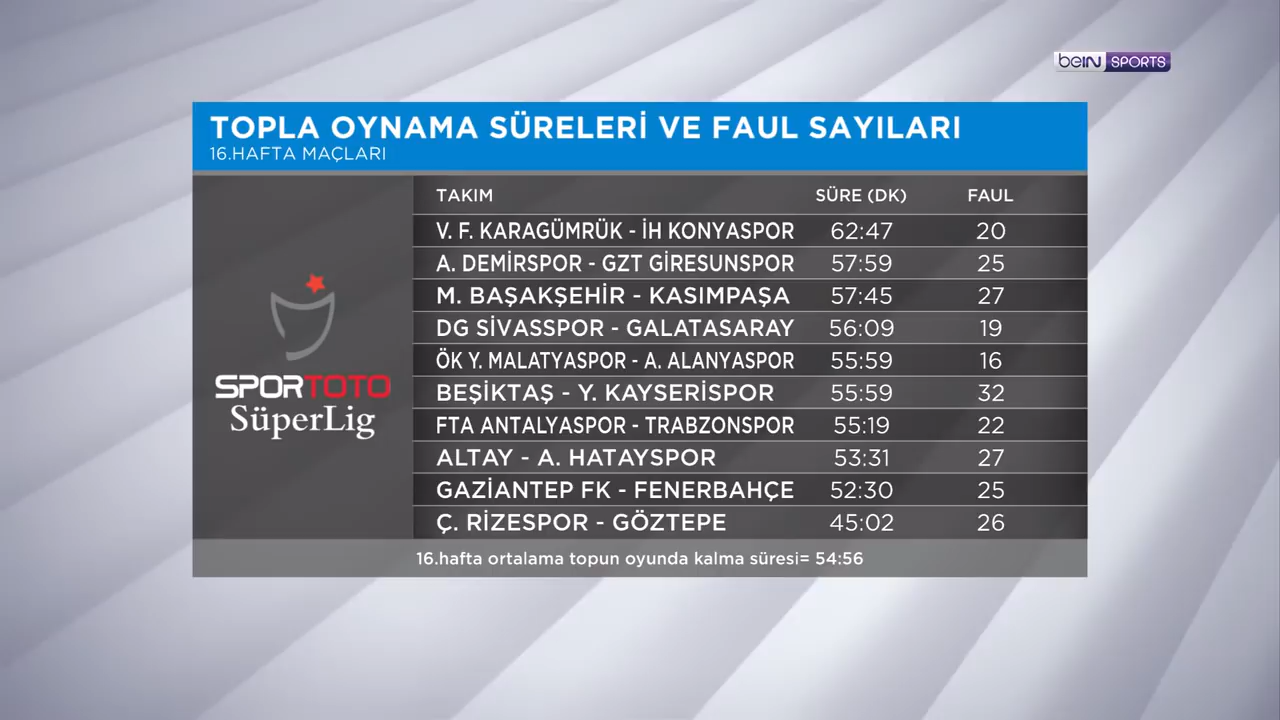 beIN SPORTS
TOPLA OYNAMA SÜRELERİ VE FAUL SAYILARI
16.HAFTA MAÇLARI
TAKIM SÜRE (DK) FAUL
V. F. KARAGÜMRÜK - İH KONYASPOR 62:47 20
A. DEMİRSPOR - GZT GİRESUNSPOR 57:59 25
M. BAŞAKŞEHİR - KASIMPAŞA 57:45 27
DG SİVASSPOR - GALATASARAY 56:09 19
ÖK Y. MALATYASPOR - A. ALANYASPOR 55:59 16
BEŞİKTAŞ - Y. KAYSERİSPOR 55:59 32
FTA ANTALYASPOR - TRABZONSPOR 55:19 22
ALTAY - A. HATAYSPOR 53:31 27
GAZİANTEP FK - FENERBAHÇE 52:30 25
Ç. RİZESPOR - GÖZTEPE 45:02 26
SPORTOTO
SüperLig
16.hafta ortalama topun oyunda kalma süresi= 54:56